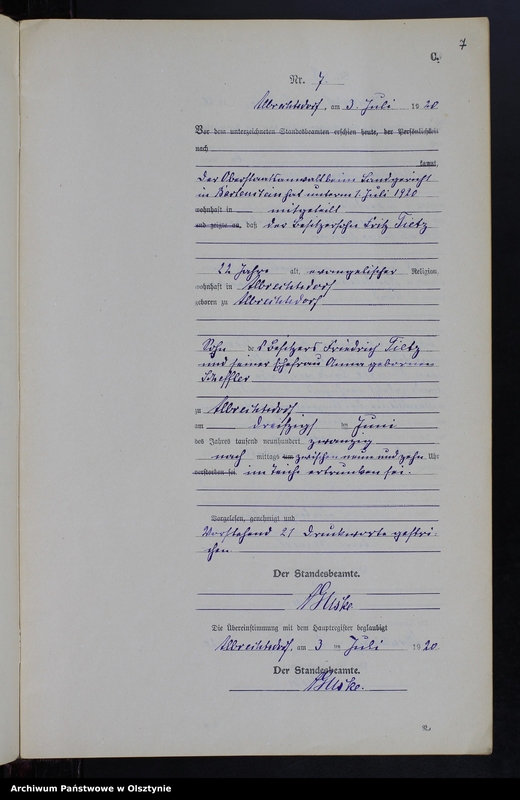 7
C.
Nr. 7.
Albrechtsdorf, am 3. Juli 1920
Vor dem unterzeichneten Standesbeamten erschien heute, der Persönlichkeit
nach
kannt,
Der Oberstaatsanwalt beim Landgericht
in Bartenstein hat unterm 1. Juli 1920
wohnhaft in mitgeteilt
und zeigte an, daß der Besitzersohn Fritz Tietz
22 Jahre alt, evangelischer Religion,
wohnhaft in Albrechtsdorf
geboren zu Albrechtsdorf
Sohn des Besitzers Friedrich Tietz
und seiner Ehefrau Anna geborenen
Scheffler
zu Albrechtsdorf
am dreißigs ten Juni
des Jahres tausend neunhundert zwanzig
nach mittags um zwischen neun und zehn Uhr
verstorben sei. im Teiche ertrunken sei.
Vorgelesen, genehmigt und
Vorstehend 21 Druckworte gestri-
chen
Der Standesbeamte.
Die Übereinstimmung mit dem Hauptregister beglaubigt
Albrechtsdorf, am 3 ten Juli 1920
Der Standesbeamte.
Archiwum Państwowe w Olsztynie